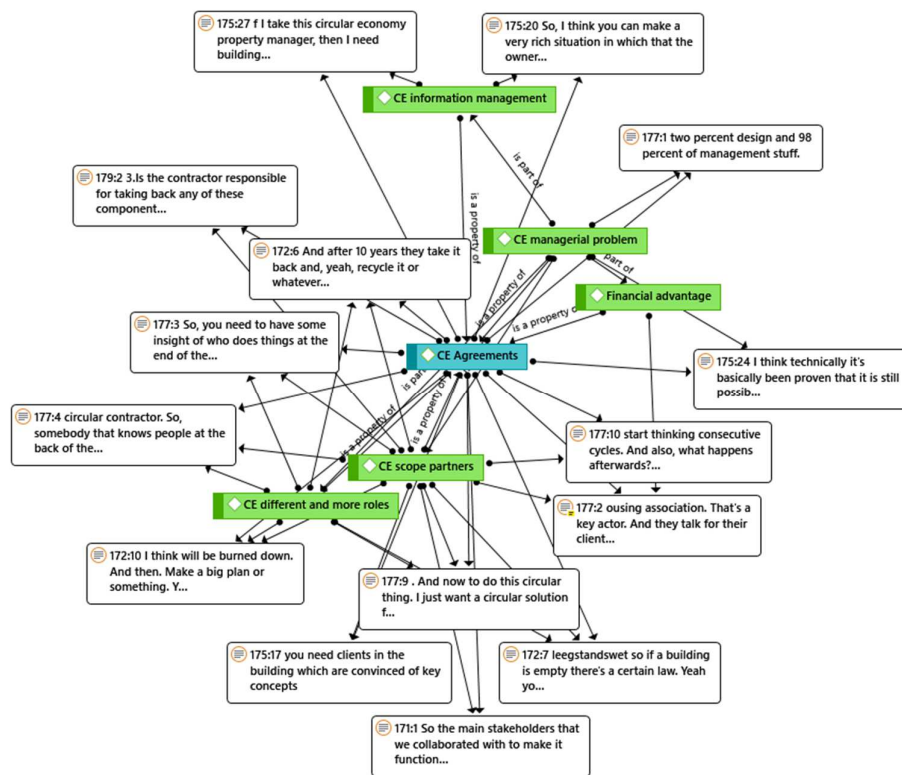 175:27 f I take this circular economy
property manager, then I need
building...
175:20 So, I think you can make a
very rich situation in which that the
owner...
CE information management
177:1 two percent design and 98
percent of management stuff.
is part of
179:2 3.Is the contractor responsible
for taking back any of these
component...
is a property of
CE managerial problem
172:6 And after 10 years they take it
back and, yeah, recycle it or
whatever...
part of
is a property of
Financial advantage
177:3 So, you need to have some
insight of who does things at the
end of the...
is a property of
CE Agreements
175:24 I think technically it's
basically been proven that it is still
possib...
is part
is a property of
is a property of
177:4 circular contractor. So,
somebody that knows people at the
back of the...
177:10 start thinking consecutive
cycles. And also, what happens
afterwards?...
CE scope partners
CE different and more roles
177:2 ousing association. That's a
key actor. And they talk for their
client...
172:10 I think will be burned down.
And then. Make a big plan or
something. Y...
177:9 . And now to do this circular
thing. I just want a circular solution
f...
175:17 you need clients in the
building which are convinced of key
concepts
172:7 leegstandswet so if a building
is empty there's a certain law. Yeah
yo...
171:1 So the main stakeholders that
we collaborated with to make it
function...